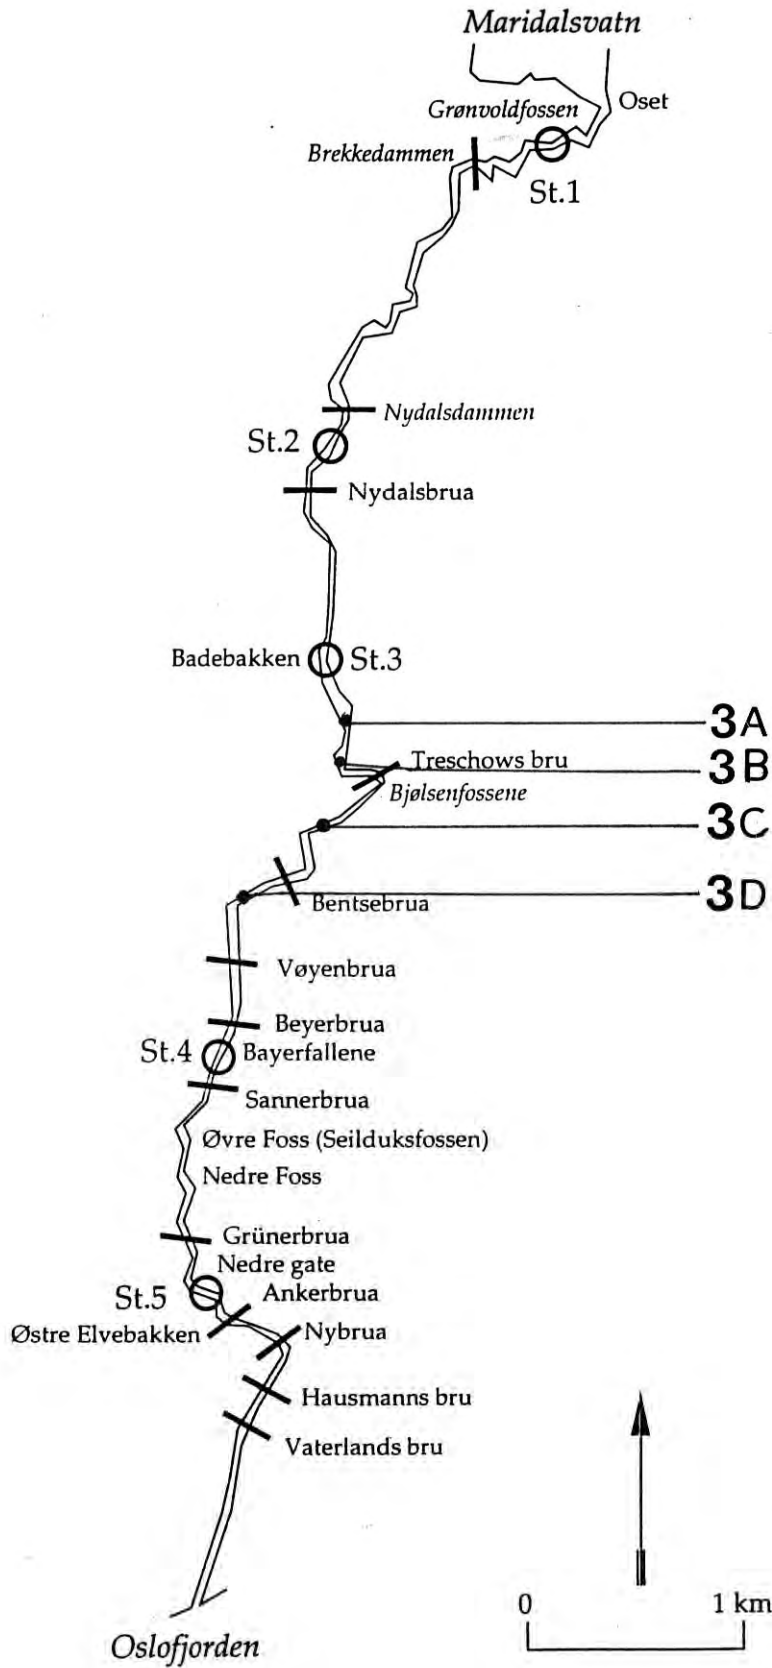 Maridalsvatn
Oset
Grønvoldfossen
Brekkedammen
St.1
Nydalsdammen
St.2
Nydalsbrua
Badebakken
St.3
3A
Treschows bru
3B
Bjølsenfossene
3C
3D
Bentsebrua
Vøyenbrua
Beyerbrua
St.4
Bayerfallene
Sannerbrua
Øvre Foss (Seilduksfossen)
Nedre Foss
Grünerbrua
Nedre gate
St.5
Ankerbrua
Østre Elvebakken
Nybrua
Hausmanns bru
Vaterlands bru
0
1 km
Oslofjorden